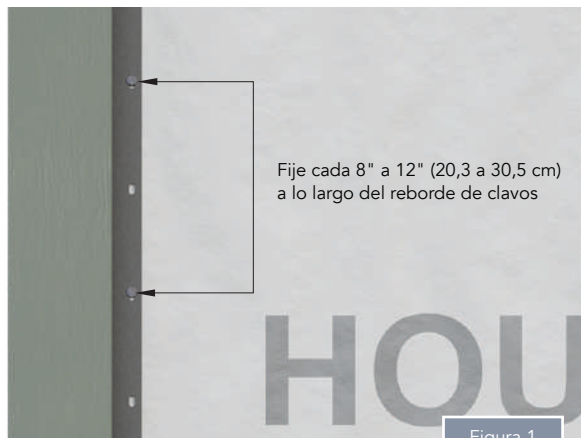 Fije cada 8" a 12" (20,3 a 30,5 cm)
a lo largo del reborde de clavos
HOU
Figura 1